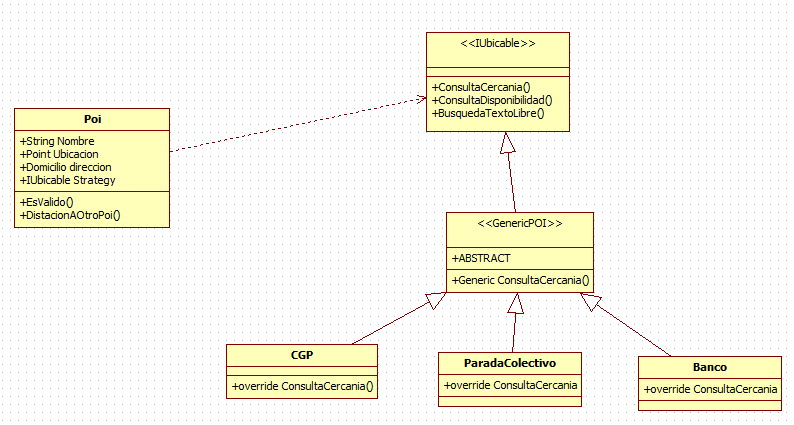 <<IUbicable>>
+ConsultaCercania()
+ConsultaDisponibilidad()
+BusquedaTextoLibre()
Poi
+String Nombre
+Point Ubicacion
+Domicilio direccion
+IUbicable Strategy
+EsValido()
+DistacionAOtroPoi()
<<GenericPOI>>
+ABSTRACT
+Generic ConsultaCercania()
CGP
+override ConsultaCercania()
ParadaColectivo
+override ConsultaCercania
Banco
+override ConsultaCercania